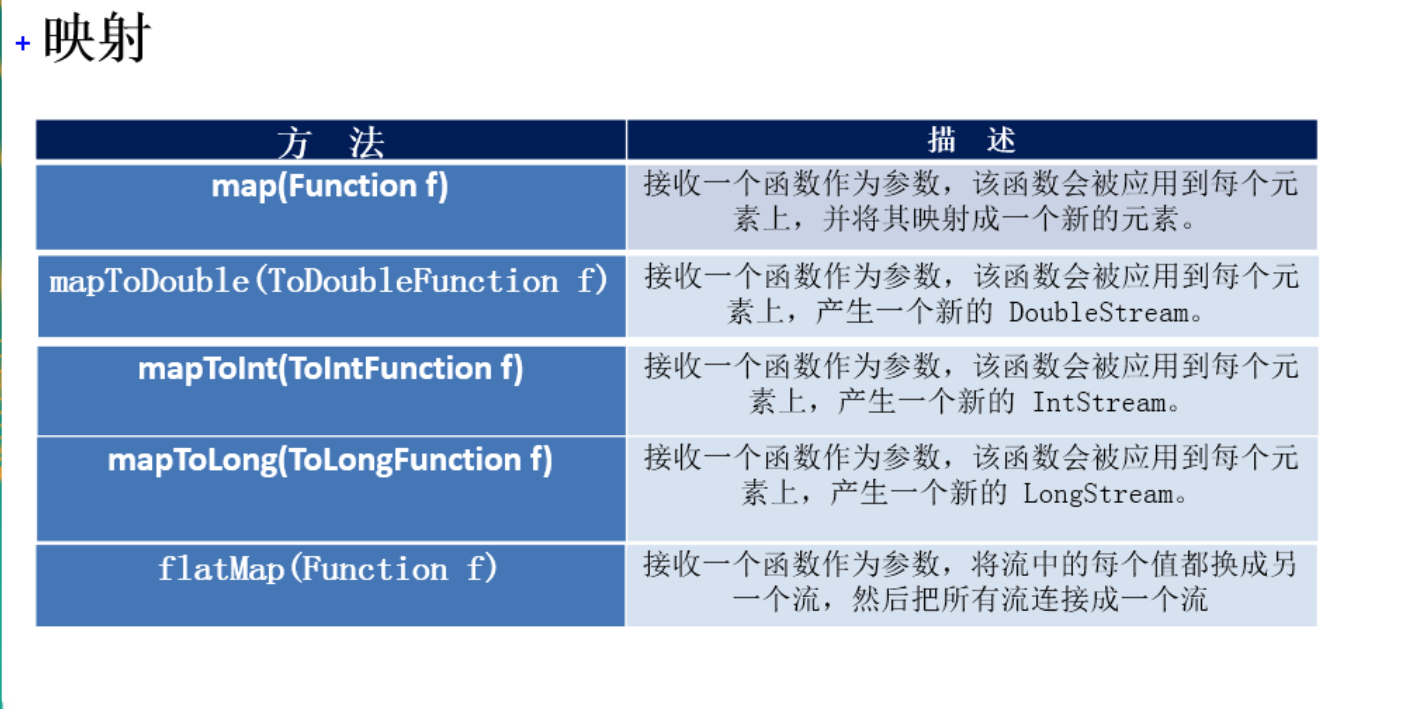 + 映射
方 法
描 述
map(Function f)
接收一个函数作为参数，该函数会被应用到每个元
素上，并将其映射成一个新的元素。
mapToDouble(ToDoubleFunction f)
接收一个函数作为参数，该函数会被应用到每个元
素上，产生一个新的 DoubleStream。
mapToInt(ToIntFunction f)
接收一个函数作为参数，该函数会被应用到每个元
素上，产生一个新的 IntStream。
mapToLong(ToLongFunction f)
接收一个函数作为参数，该函数会被应用到每个元
素上，产生一个新的 LongStream。
flatMap(Function f)
接收一个函数作为参数，将流中的每个值都换成另
一个流，然后把所有流连接成一个流